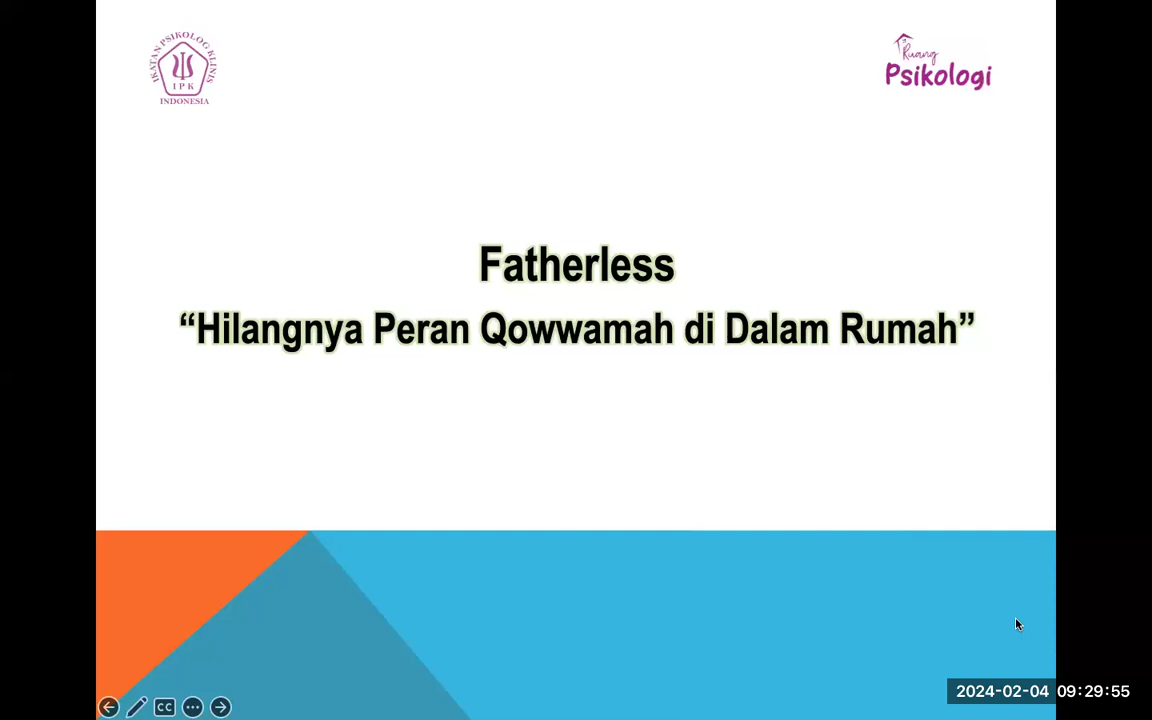 IKATAN PSIKOLOG KLINIS
IPK
INDONESIA
Ruang
Psikologi
Fatherless
“Hilangnya Peran Qowwamah di Dalam Rumah”
CC
2024-02-04 09:29:55